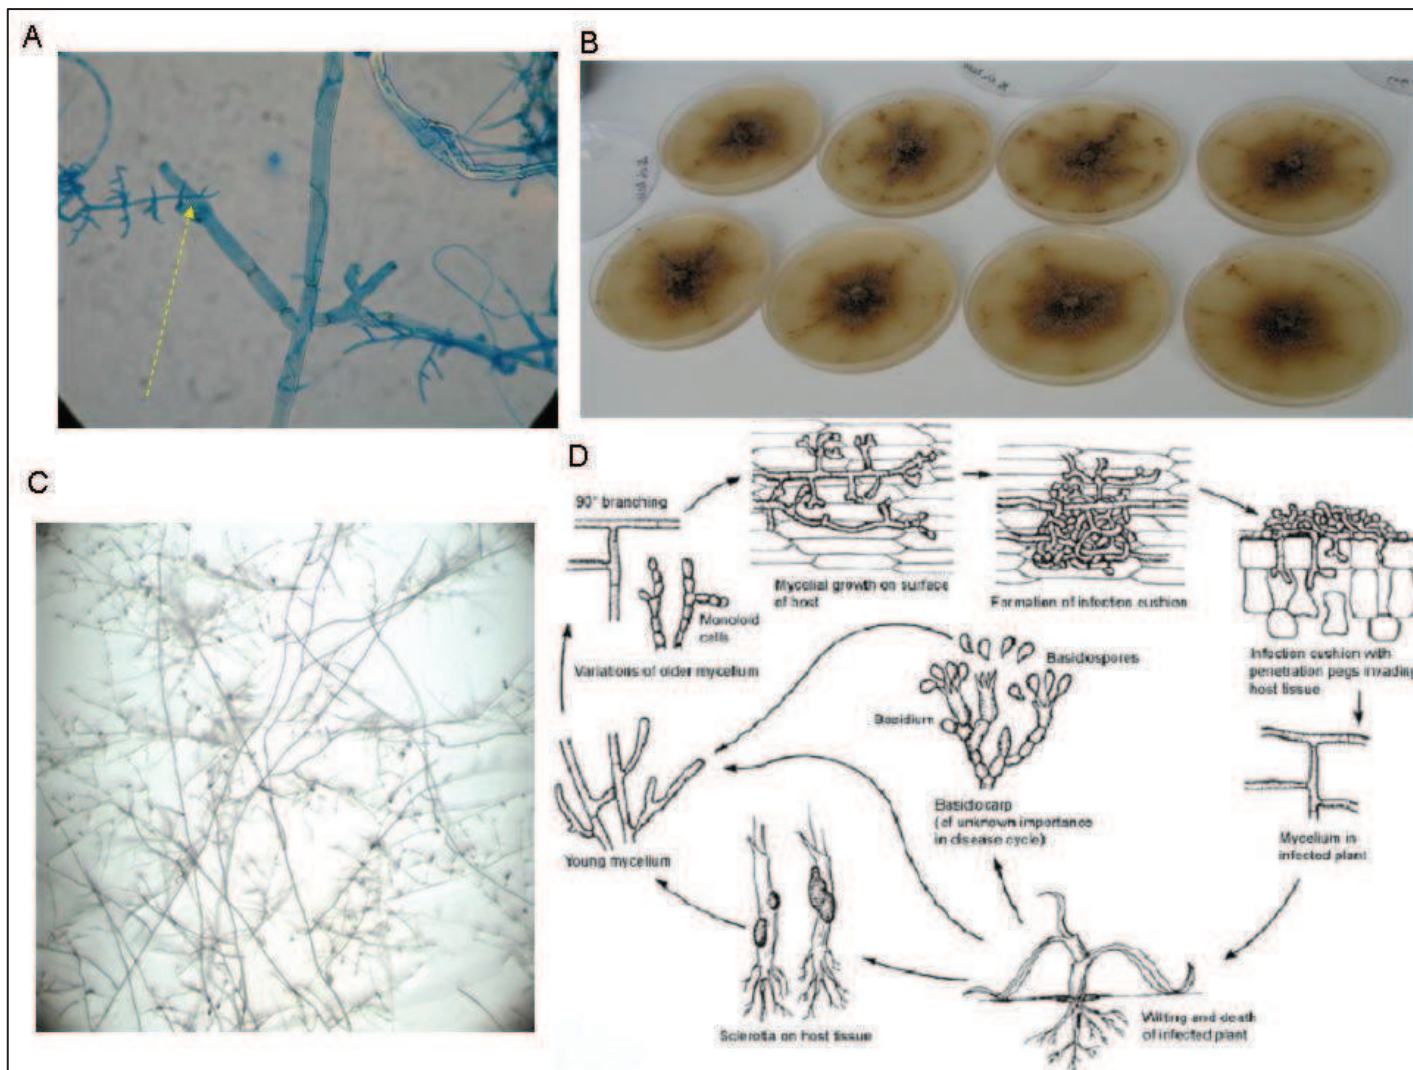 A
B
C
D
90° branching
Monoloid
cells
Variations of older mycelium
Mycelial growth on surface
of host
Formation of infection cushion
Infection cushion with
penetration pegs invading
host tissue
Mycelium in
infected plant
Wilting and death
of infected plant
Basidiospores
Basidium
Basidiocarp
(of unknown importance
in disease cycle)
Sclerotia on host tissue
Young mycelium